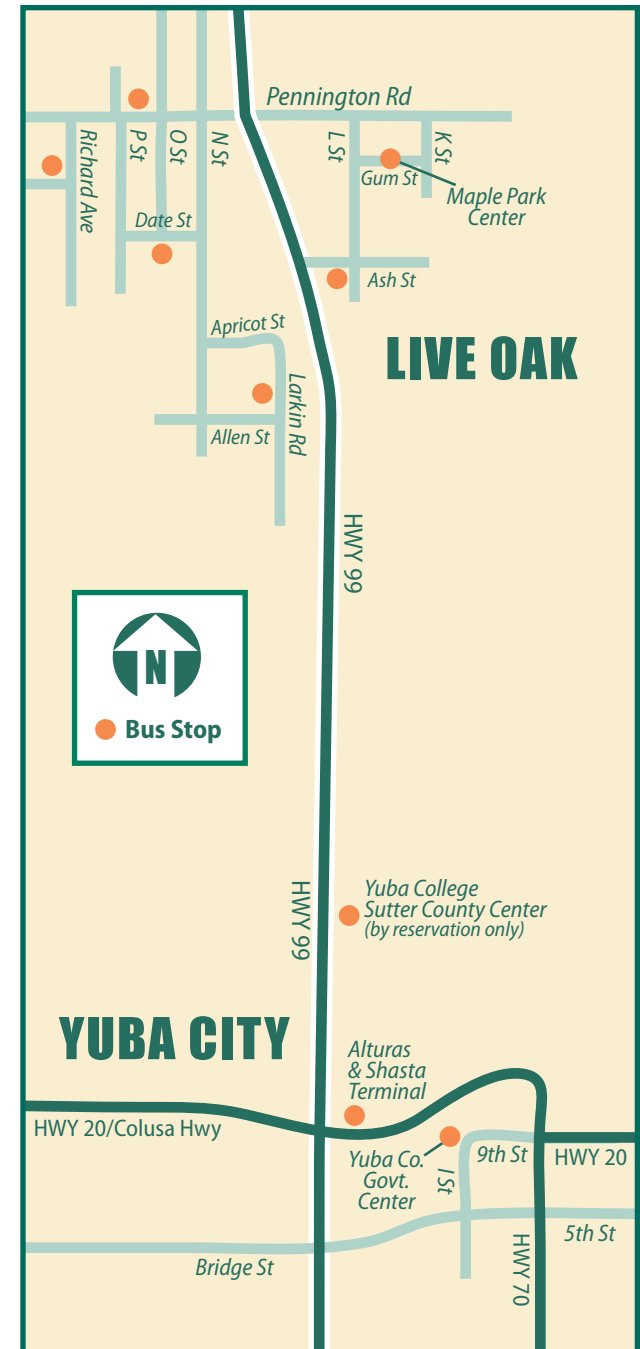 Pennington Rd
Richard Ave
P St
O St
N St
L St
K St
Gum St
Maple Park
Center
Date St
Ash St
Apricot St
LIVE OAK
Larkin Rd
Allen St
HWY 99
N
Bus Stop
HWY 99
Yuba College
Sutter County Center
(by reservation only)
YUBA CITY
Alturas
& Shasta
Terminal
HWY 20/Colusa Hwy
Yuba Co.
Govt.
Center
I St
9th St
HWY 20
5th St
HWY 70
Bridge St